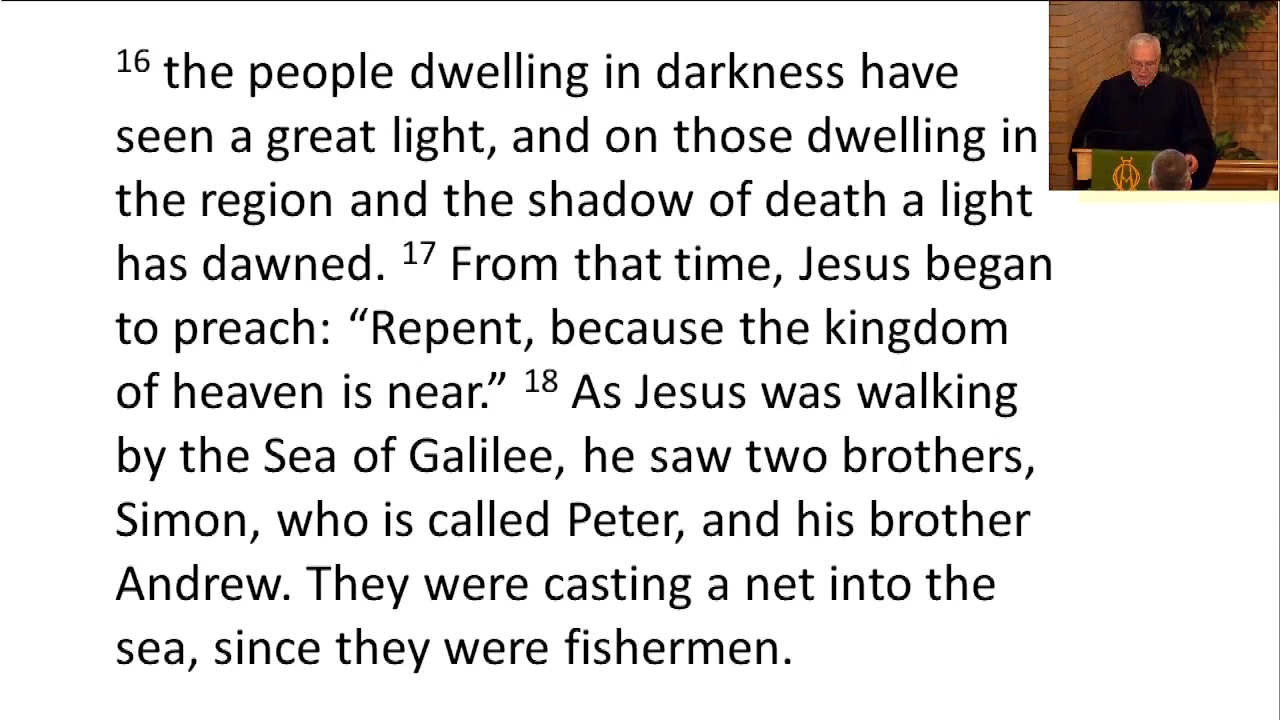 16 the people dwelling in darkness have
seen a great light, and on those dwelling in
the region and the shadow of death a light
has dawned. 17 From that time, Jesus began
to preach: “Repent, because the kingdom
of heaven is near.” 18 As Jesus was walking
by the Sea of Galilee, he saw two brothers,
Simon, who is called Peter, and his brother
Andrew. They were casting a net into the
sea, since they were fishermen.